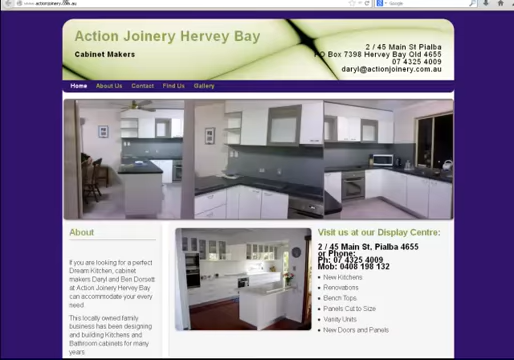 www.actionjoinery.com.au
Google
Action Joinery Hervey Bay
Cabinet Makers
2 / 45 Main St Pialba
PO Box 7398 Hervey Bay Qld 4655
07 4325 4009
daryl@actionjoinery.com.au
Home About Us Contact Find Us Gallery
About
If you are looking for a perfect
Dream Kitchen, cabinet
makers Daryl and Ben Dorsett
at Action Joinery Hervey Bay
can accommodate your every
need.
This locally owned family
business has been designing
and building Kitchens and
Bathroom cabinets for many
years
Visit us at our Display Centre:
2 / 45 Main St, Pialba 4655
or Phone:
Ph: 07 4325 4009
Mob: 0408 198 132
New Kitchens
Renovations
Bench Tops
Panels Cut to Size
Vanity Units
New Doors and Panels